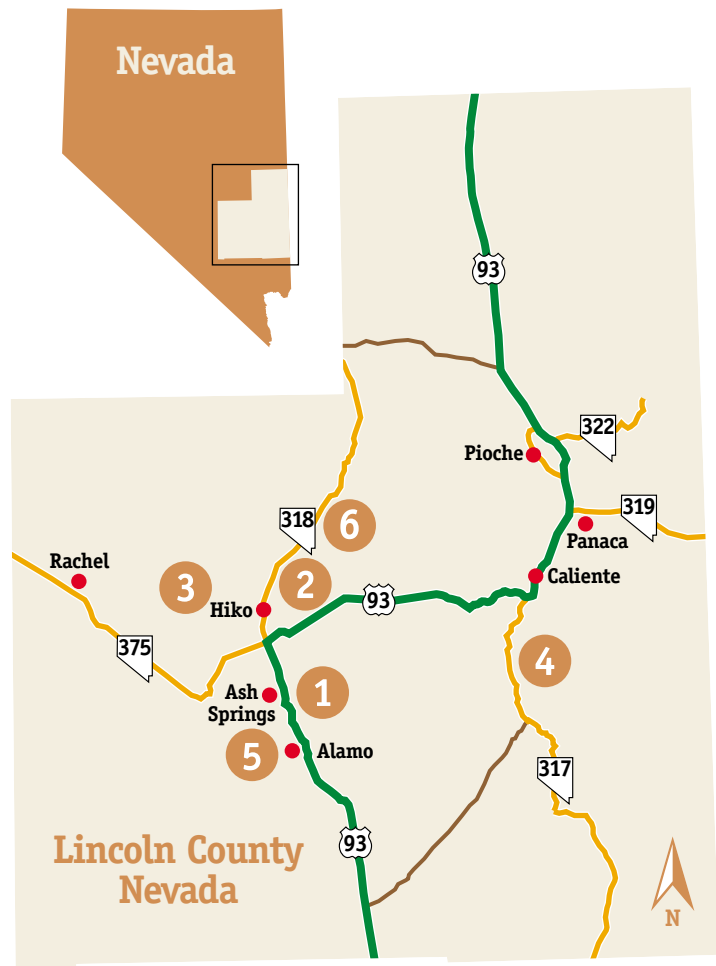 Nevada
93
322
Pioche
318
6
319
Panaca
Rachel
3
2
Caliente
93
Hiko
375
4
Ash
Springs
1
5
Alamo
317
93
Lincoln County
Nevada
N